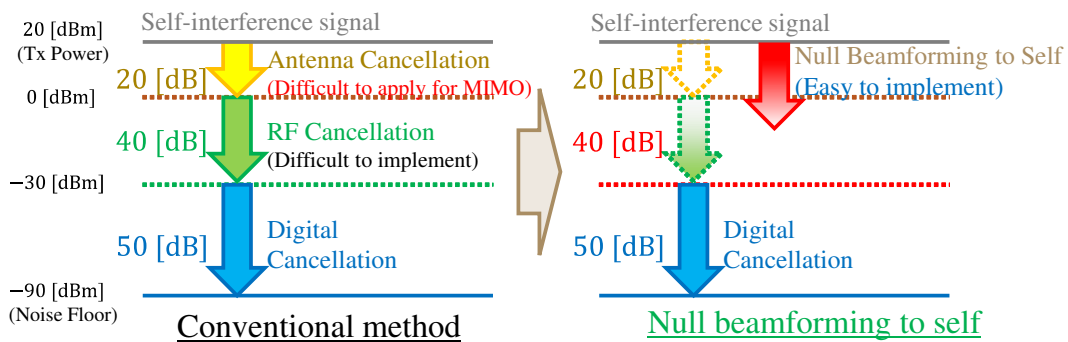 20 [dBm]
(Tx Power)
0 [dBm]
−30 [dBm]
−90 [dBm]
(Noise Floor)
Self-interference signal
20 [dB]
Antenna Cancellation
(Difficult to apply for MIMO)
40 [dB]
RF Cancellation
(Difficult to implement)
50 [dB]
Digital
Cancellation
Conventional method
Self-interference signal
20 [dB]
Null Beamforming to Self
(Easy to implement)
40 [dB]
50 [dB]
Digital
Cancellation
Null beamforming to self